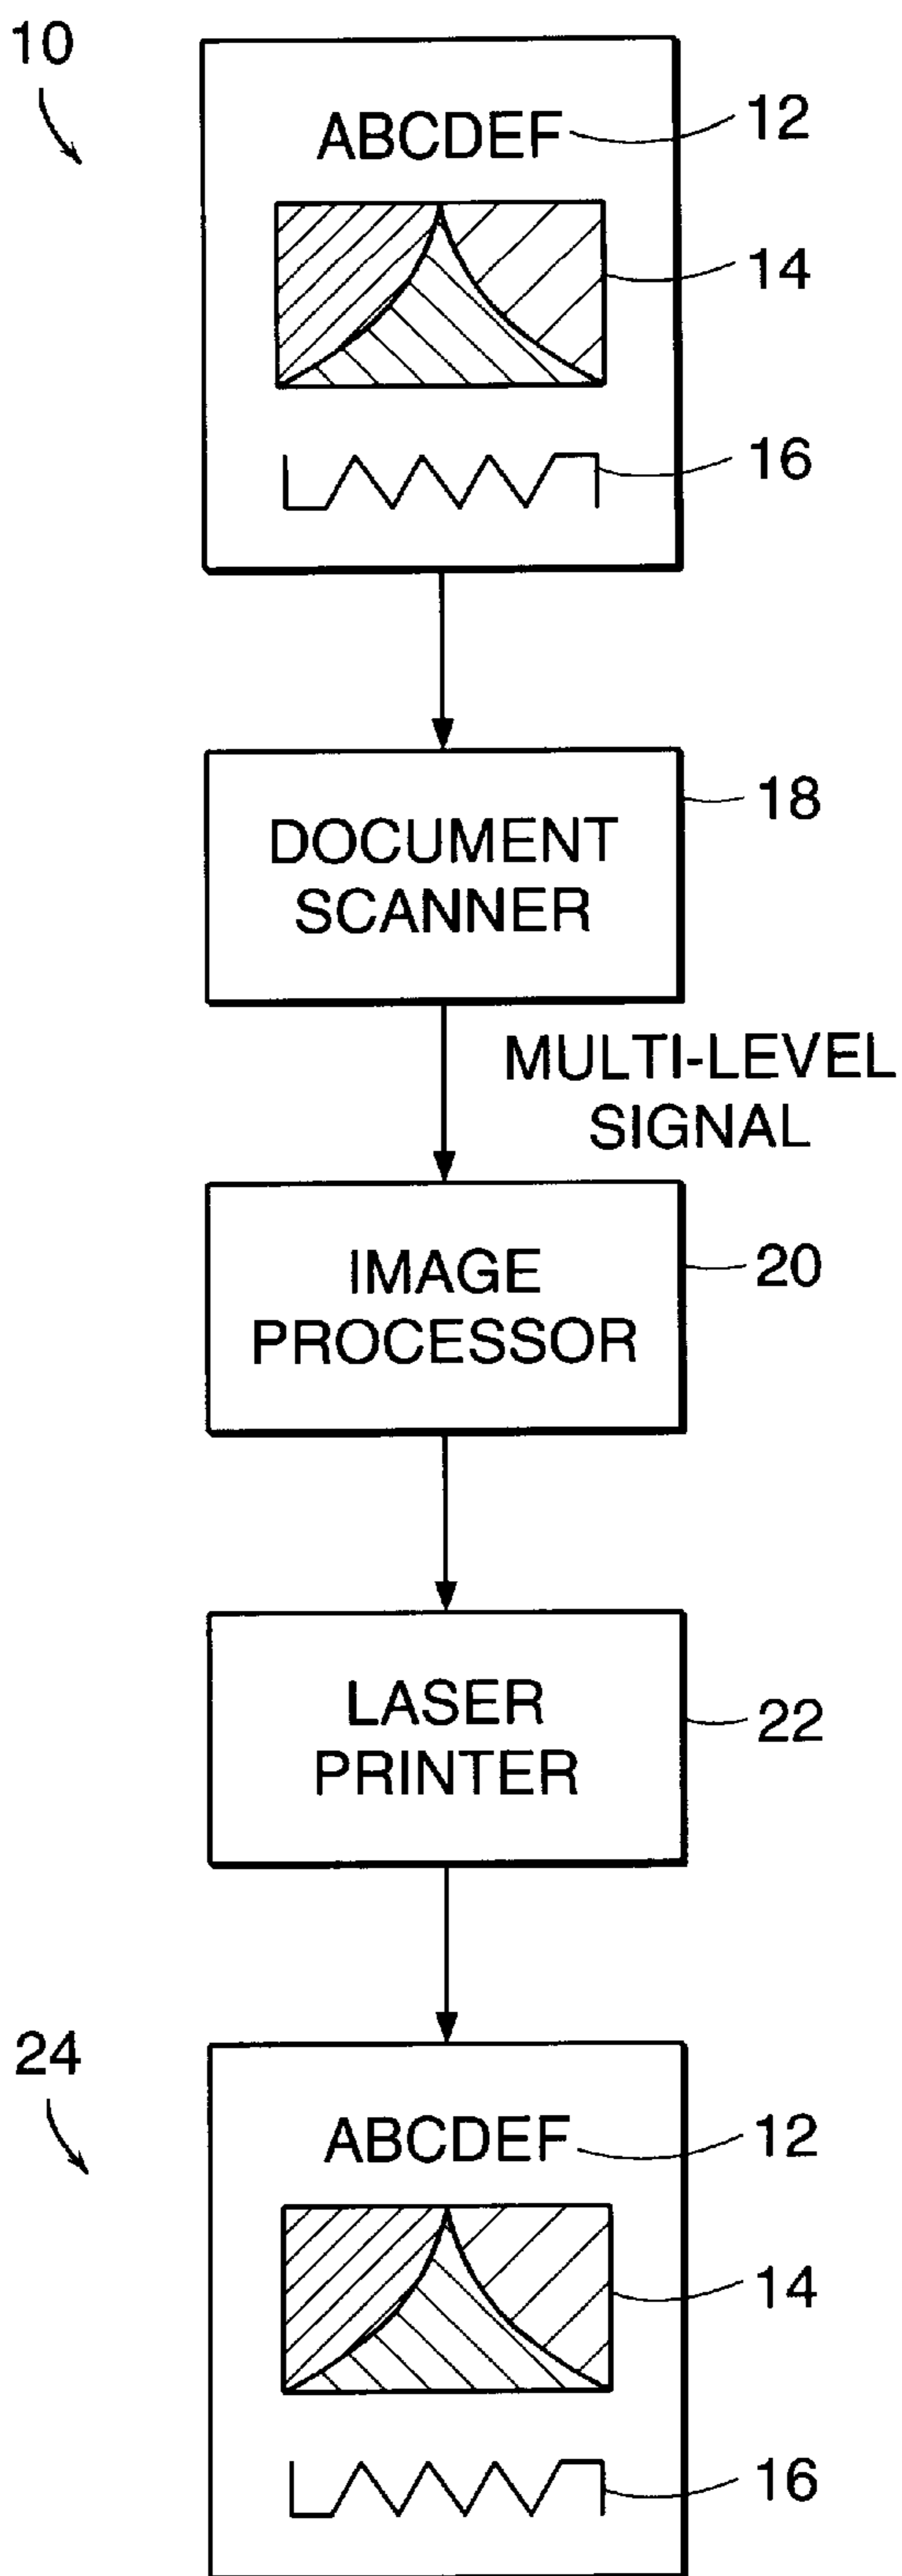 10
ABCDEF 12
14
16
DOCUMENT
SCANNER
18
MULTI-LEVEL
SIGNAL
IMAGE
PROCESSOR
20
LASER
PRINTER
22
24
ABCDEF 12
14
16